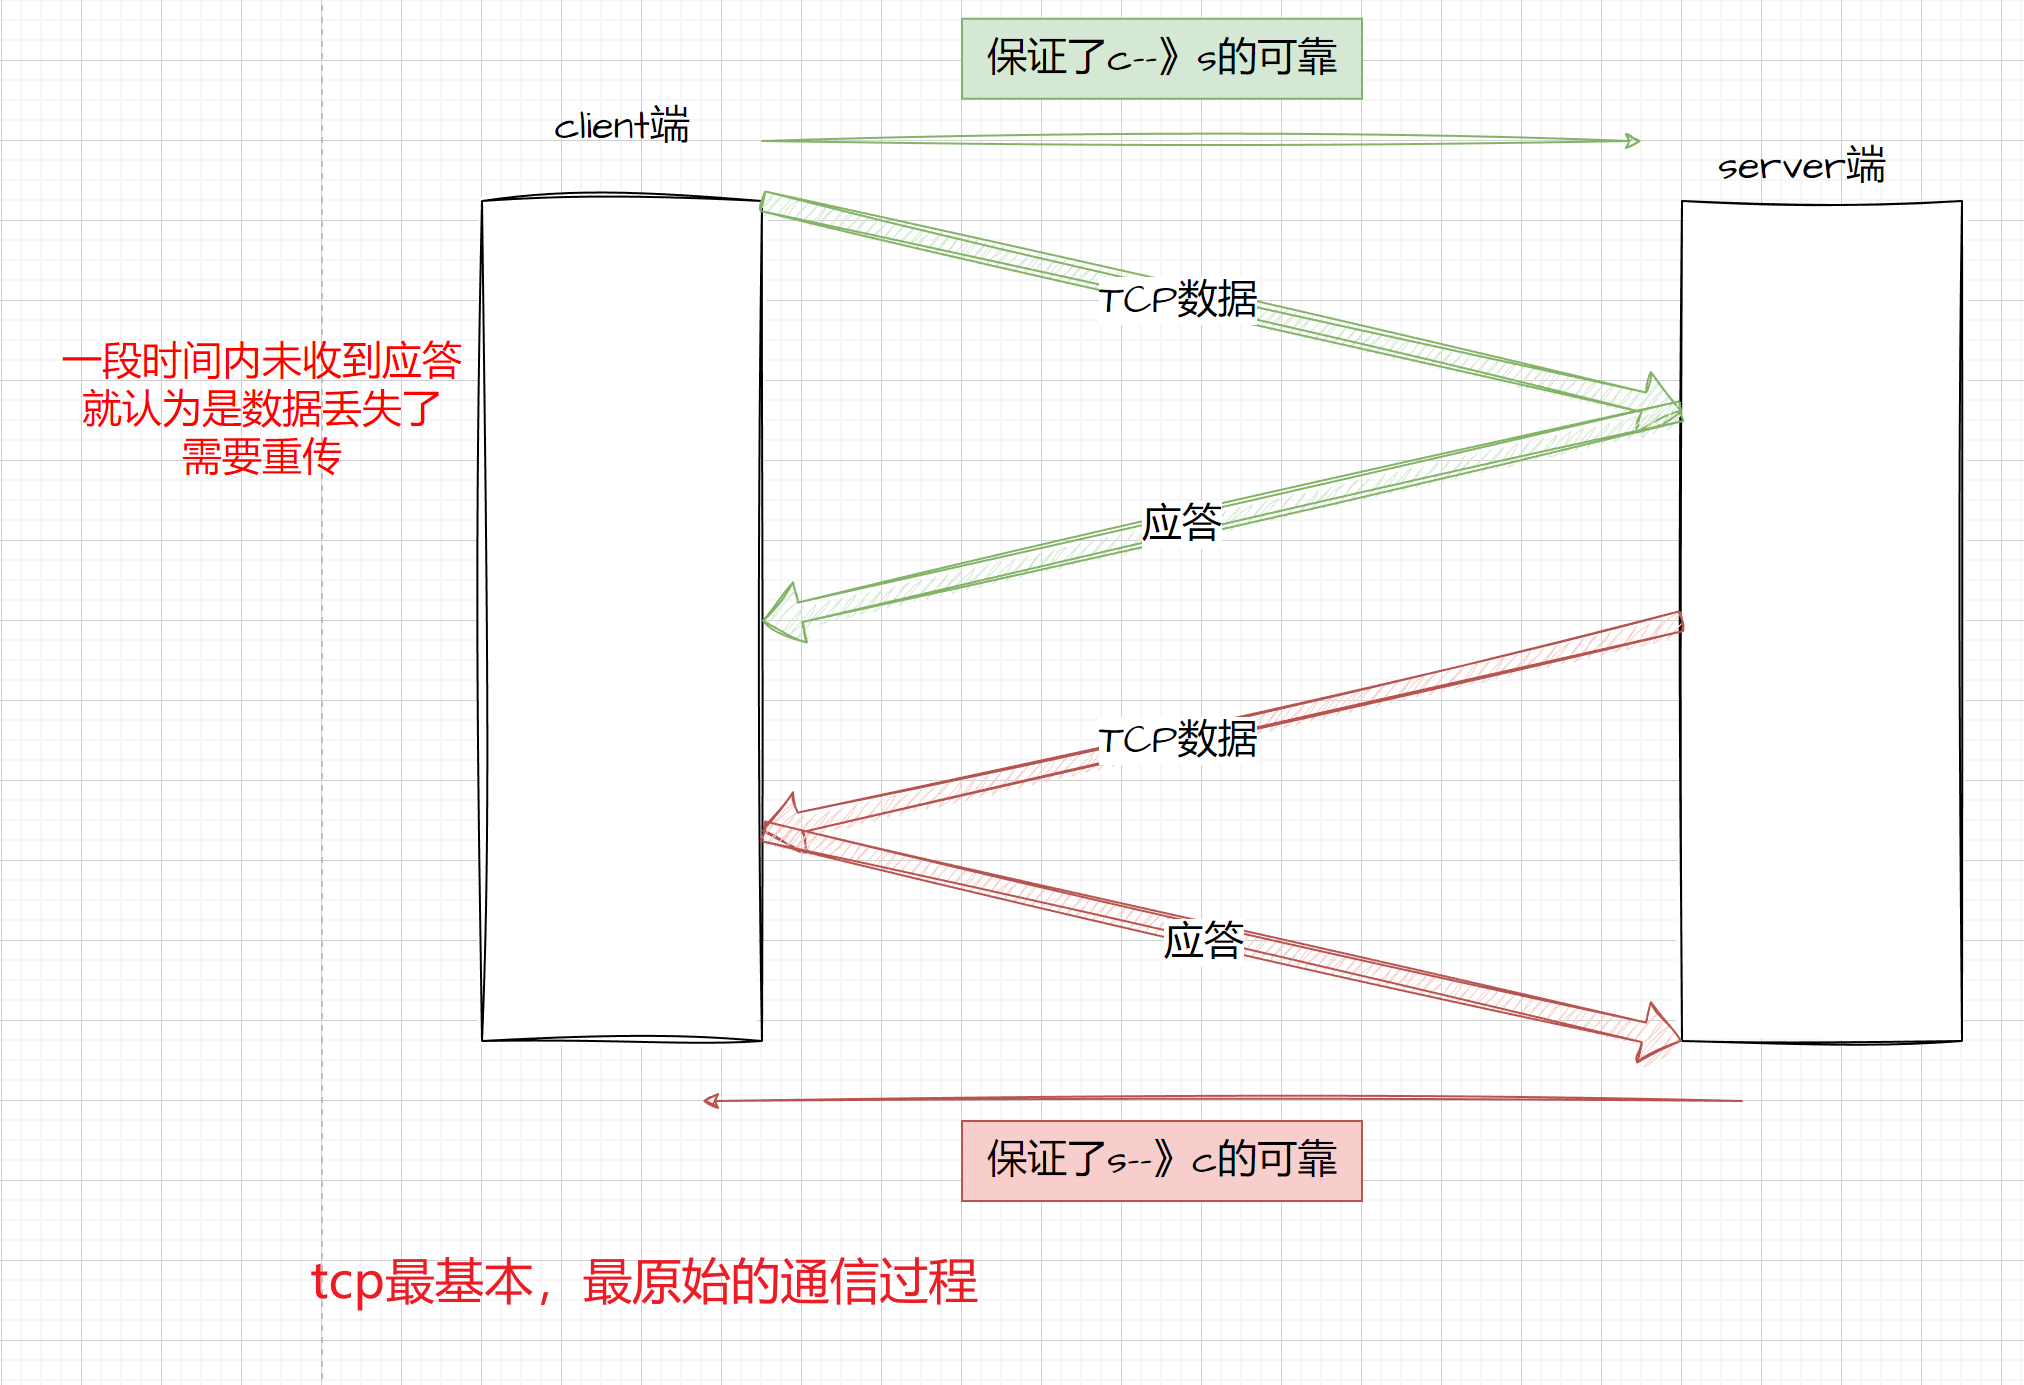 保证了c--》s的可靠
client端
server端
TCP数据
一段时间内未收到应答
就认为是数据丢失了
需要重传
应答
TCP数据
应答
保证了s--》c的可靠
tcp最基本，最原始的通信过程